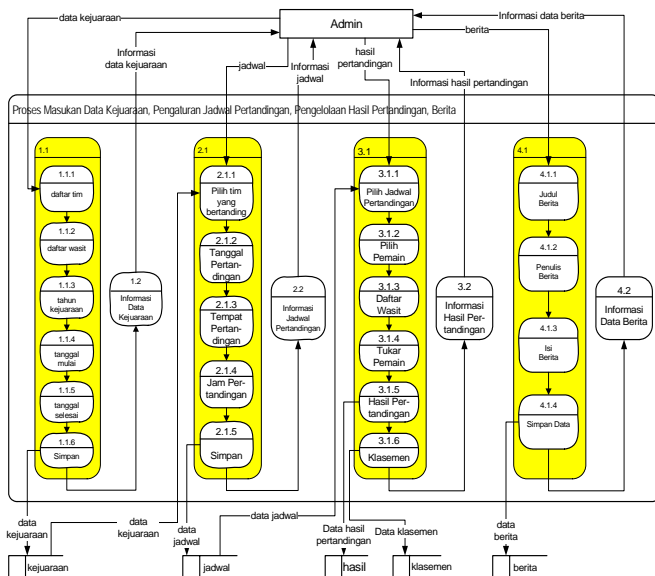 Admin
data kejuaraan
Informasi
data kejuaraan
jadwal
Informasi
jadwal
hasil
pertandingan
Informasi data berita
berita
Informasi hasil pertandingan
Proses Masukan Data Kejuaraan, Pengaturan Jadwal Pertandingan, Pengelolaan Hasil Pertandingan, Berita
1.1
1.1.1
daftar tim
1.1.2
daftar wasit
1.1.3
tahun
kejuaraan
1.1.4
tanggal
mulai
1.1.5
tanggal
selesai
1.1.6
Simpan
1.2
Informasi
Data
Kejuaraan
2.1
2.1.1
Pilih tim
yang
bertanding
2.1.2
Tanggal
Pertan-
dingan
2.1.3
Tempat
Pertan-
dingan
2.1.4
Jam Per-
tandingan
2.1.5
Simpan
2.2
Informasi
Jadwal
Pertandingan
3.1
3.1.1
Pilih Jadwal
Pertandingan
3.1.2
Pilih
Pemain
3.1.3
Daftar
Wasit
3.1.4
Tukar
Pemain
3.1.5
Hasil Per-
tandingan
3.1.6
Klasemen
3.2
Informasi
Hasil Per-
tandingan
4.1
4.1.1
Judul
Berita
4.1.2
Penulis
Berita
4.1.3
Isi
Berita
4.1.4
Simpan Data
4.2
Informasi
Data Berita
data
kejuaraan
data
kejuaraan
data
jadwal
data jadwal
Data hasil
pertandingan
Data klasemen
data
berita
kejuaraan
jadwal
hasil
klasemen
berita